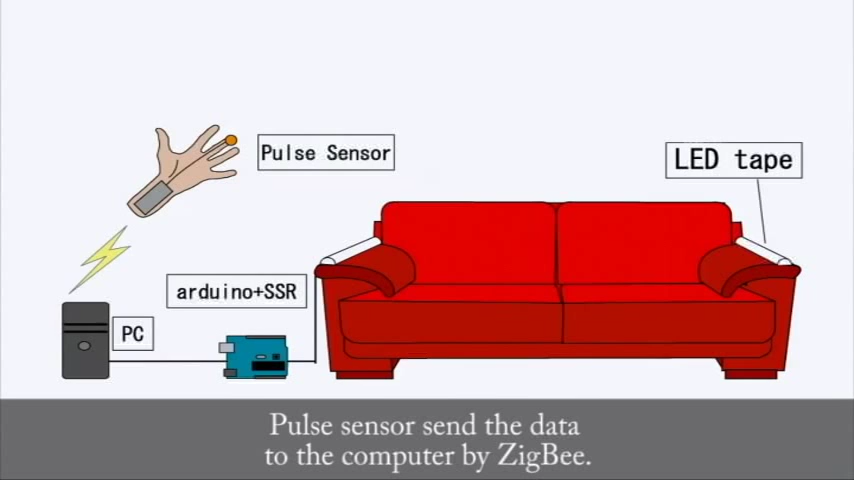 Pulse Sensor
LED tape
arduino+SSR
PC
Pulse sensor send the data
to the computer by ZigBee.